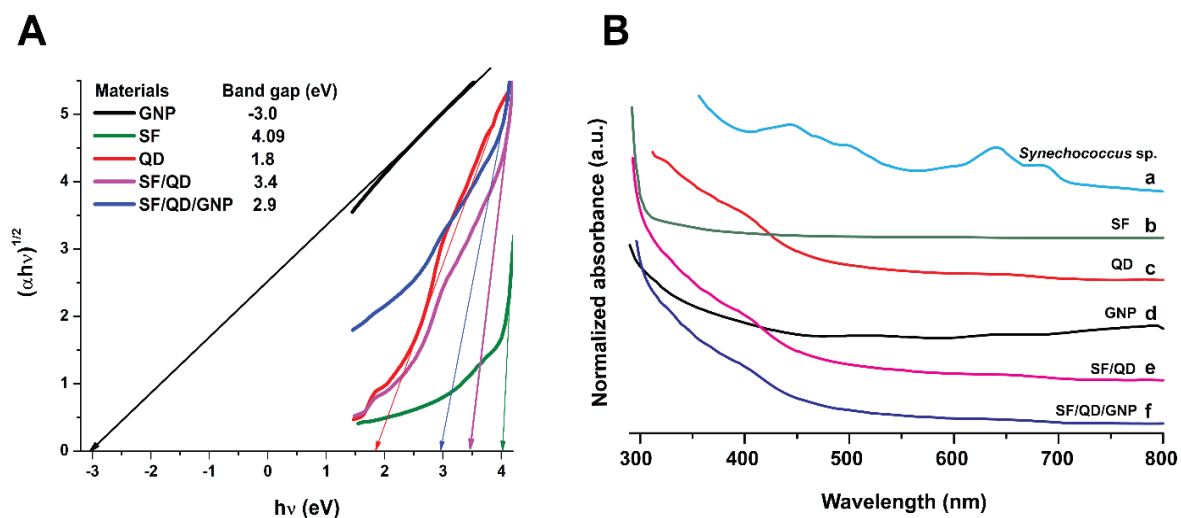 A
Materials Band gap (eV)
GNP -3.0
SF 4.09
QD 1.8
SF/QD 3.4
SF/QD/GNP 2.9
(αhν)1/2
5
4
3
2
1
0
-3 -2 -1 0 1 2 3 4
hν (eV)
B
Normalized absorbance (a.u.)
Synechococcus sp.
a
SF b
QD c
GNP d
SF/QD e
SF/QD/GNP f
300 400 500 600 700 800
Wavelength (nm)